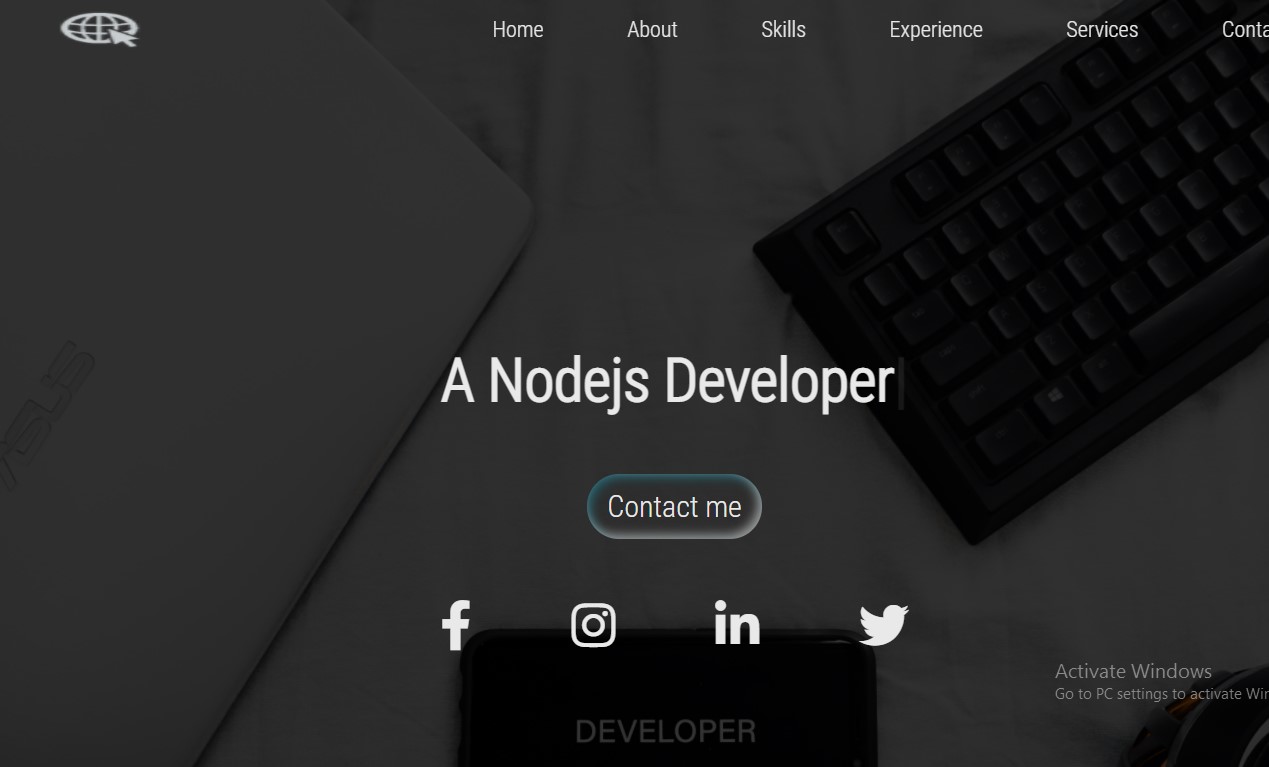 Home About Skills Experience Services Conta
ASUS
A Nodejs Developer
Contact me
DEVELOPER
Activate Windows
Go to PC settings to activate Win